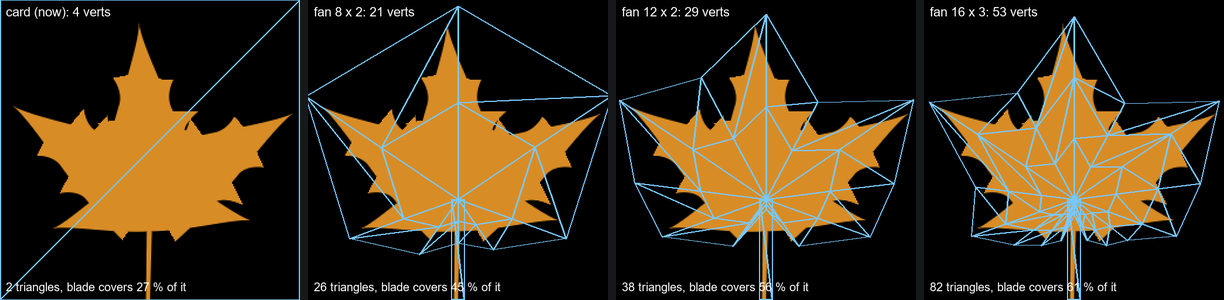 card (now): 4 verts
fan 8 x 2: 21 verts
fan 12 x 2: 29 verts
fan 16 x 3: 53 verts
2 triangles, blade covers 27 % of it
26 triangles, blade covers 45 % of it
38 triangles, blade covers 56 % of it
82 triangles, blade covers 61 % of it